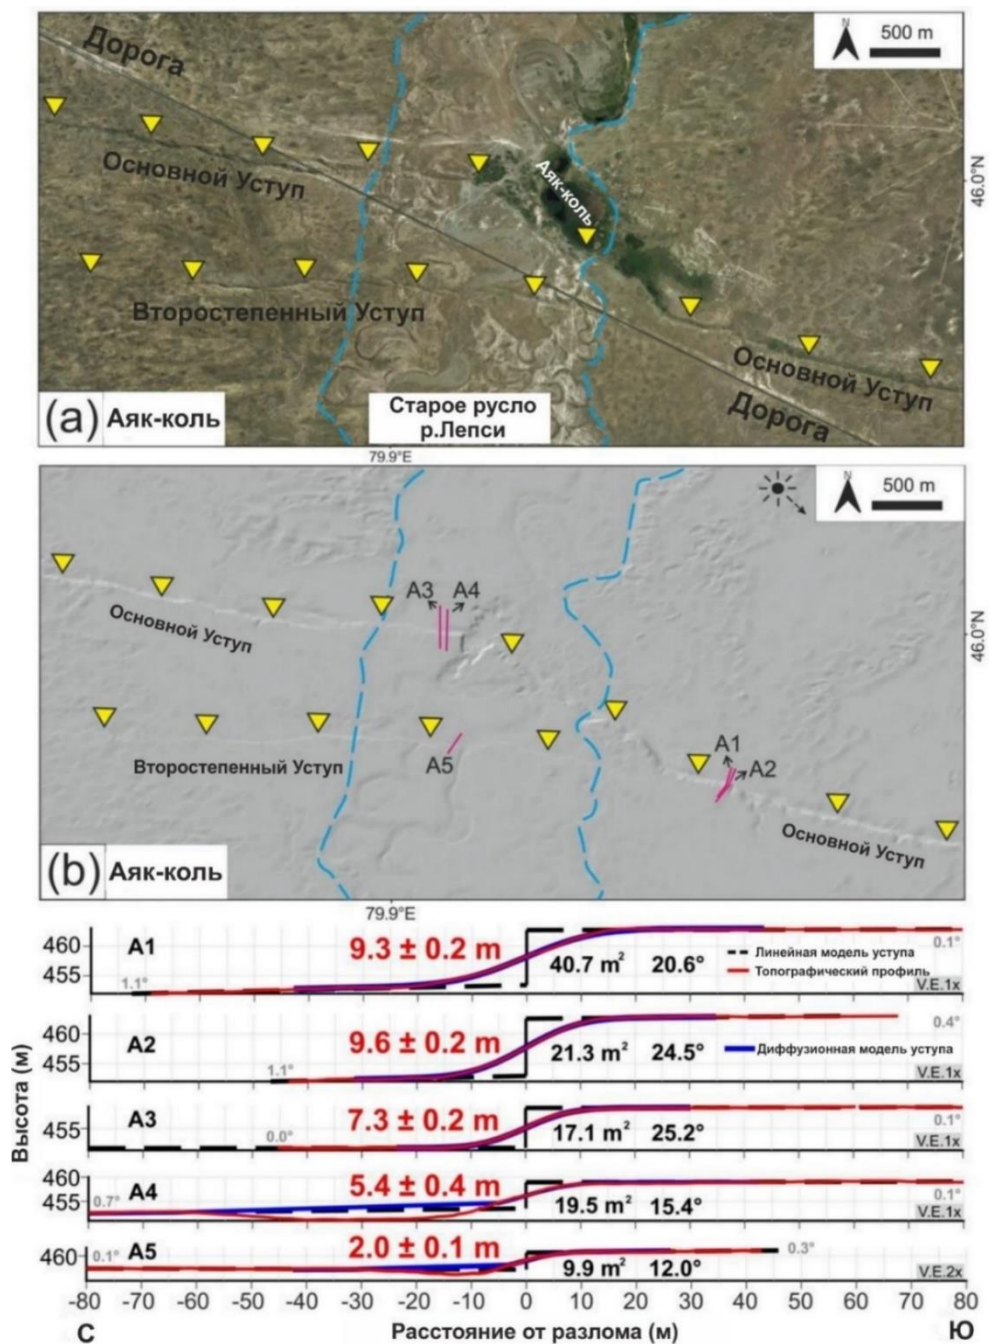 Дорога
N
500 m
Основной Уступ
Аяк-коль
46.0°N
Второстепенный Уступ
Основной Уступ
Дорога
(a) Аяк-коль
Старое русло
р.Лепси
79.9°E
N
500 m
A3
A4
Основной Уступ
46.0°N
A1
A2
A5
Второстепенный Уступ
Основной Уступ
(b) Аяк-коль
79.9°E
Высота (м)
460
455
A1
9.3 ± 0.2 m
40.7 m²
20.6°
1.1°
0.1°
Линейная модель уступа
Топографический профиль
V.E.1x
460
455
A2
9.6 ± 0.2 m
21.3 m²
24.5°
1.1°
0.4°
Диффузионная модель уступа
V.E.1x
455
A3
7.3 ± 0.2 m
17.1 m²
25.2°
0.0°
0.1°
V.E.1x
460
455
A4
5.4 ± 0.4 m
19.5 m²
15.4°
0.7°
0.1°
V.E.1x
460
A5
2.0 ± 0.1 m
9.9 m²
12.0°
0.1°
0.3°
V.E.2x
-80 -70 -60 -50 -40 -30 -20 -10 0 10 20 30 40 50 60 70 80
С
Расстояние от разлома (м)
Ю